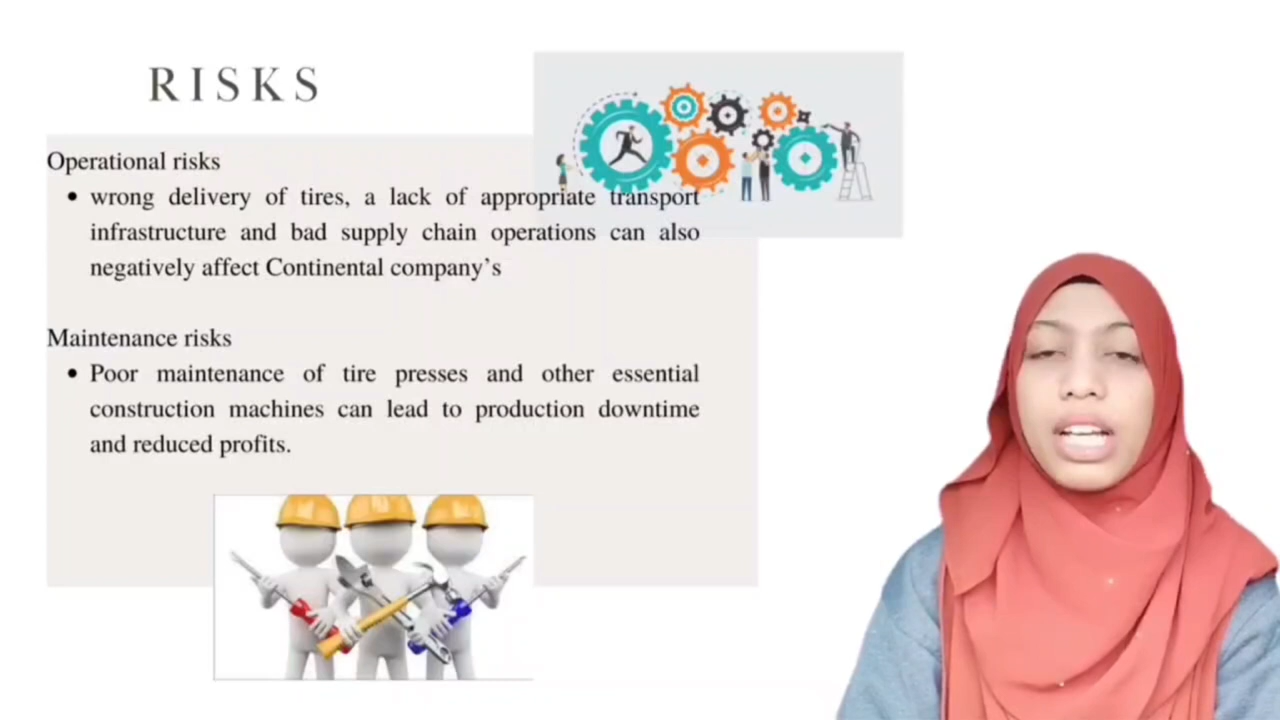 RISKS
Operational risks
• wrong delivery of tires, a lack of appropriate transport
infrastructure and bad supply chain operations can also
negatively affect Continental company’s
Maintenance risks
• Poor maintenance of tire presses and other essential
construction machines can lead to production downtime
and reduced profits.